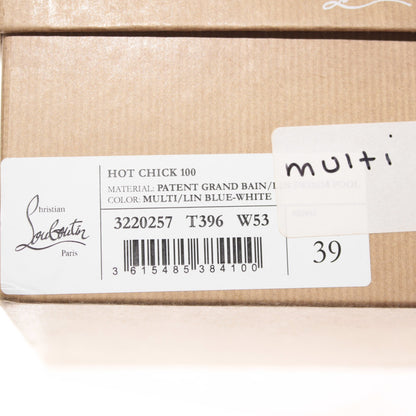 HOT CHICK 100
MATERIAL: PATENT GRAND BAIN/
COLOR: MULTI/LIN BLUE-WHITE
multi
Christian
Louboutin
Paris
3220257 T396 W53
3 615485 384100
39